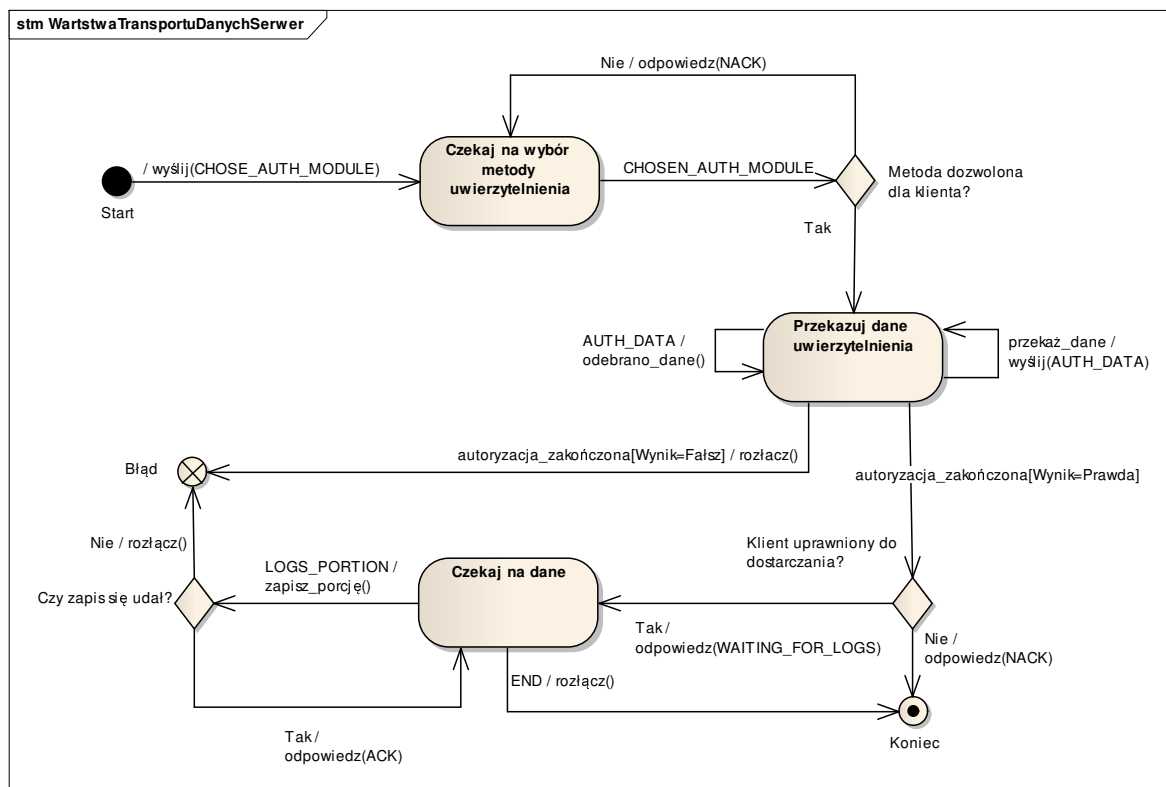 stm WartstwaTransportuDanychSerwer
Nie / odpowiedz(NACK)
/ wyślij(CHOSE_AUTH_MODULE)
Start
Czekaj na wybór
metody
uwierzytelnienia
CHOSEN_AUTH_MODULE
Metoda dozwolona
dla klienta?
Tak
Przekazuj dane
uwierzytelnienia
AUTH_DATA /
odebrano_dane()
przekaż_dane /
wyślij(AUTH_DATA)
Błąd
autoryzacja_zakończona[Wynik=Fałsz] / rozłacz()
autoryzacja_zakończona[Wynik=Prawda]
Nie / rozłącz()
Klient uprawniony do
dostarczania?
LOGS_PORTION /
zapisz_porcję()
Czekaj na dane
Czy zapis się udał?
Tak /
odpowiedz(WAITING_FOR_LOGS)
Nie /
odpowiedz(NACK)
END / rozłącz()
Tak /
odpowiedz(ACK)
Koniec